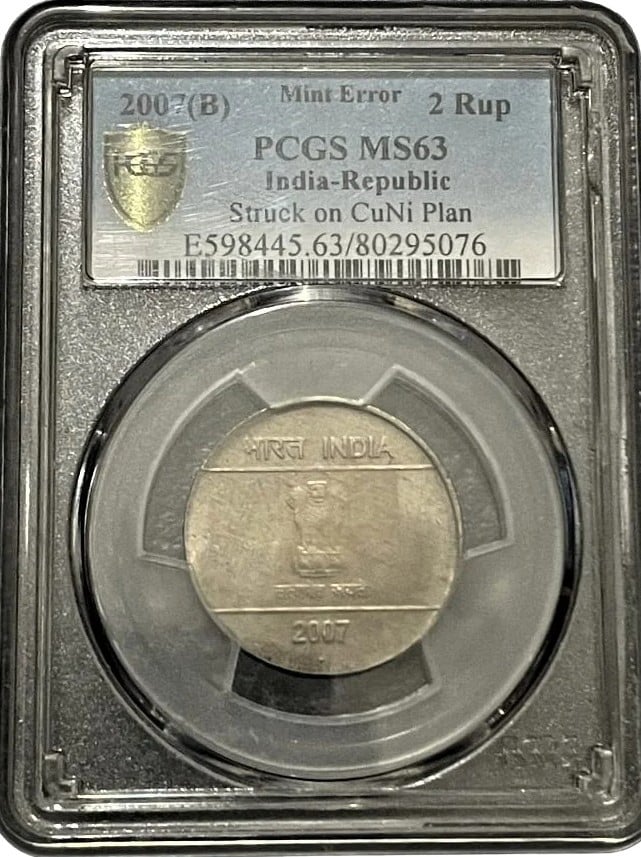 Mint Error
2007(B) 2 Rup
PCGS
PCGS MS63
India-Republic
Struck on CuNi Plan
E598445.63/80295076
भारत INDIA
2007